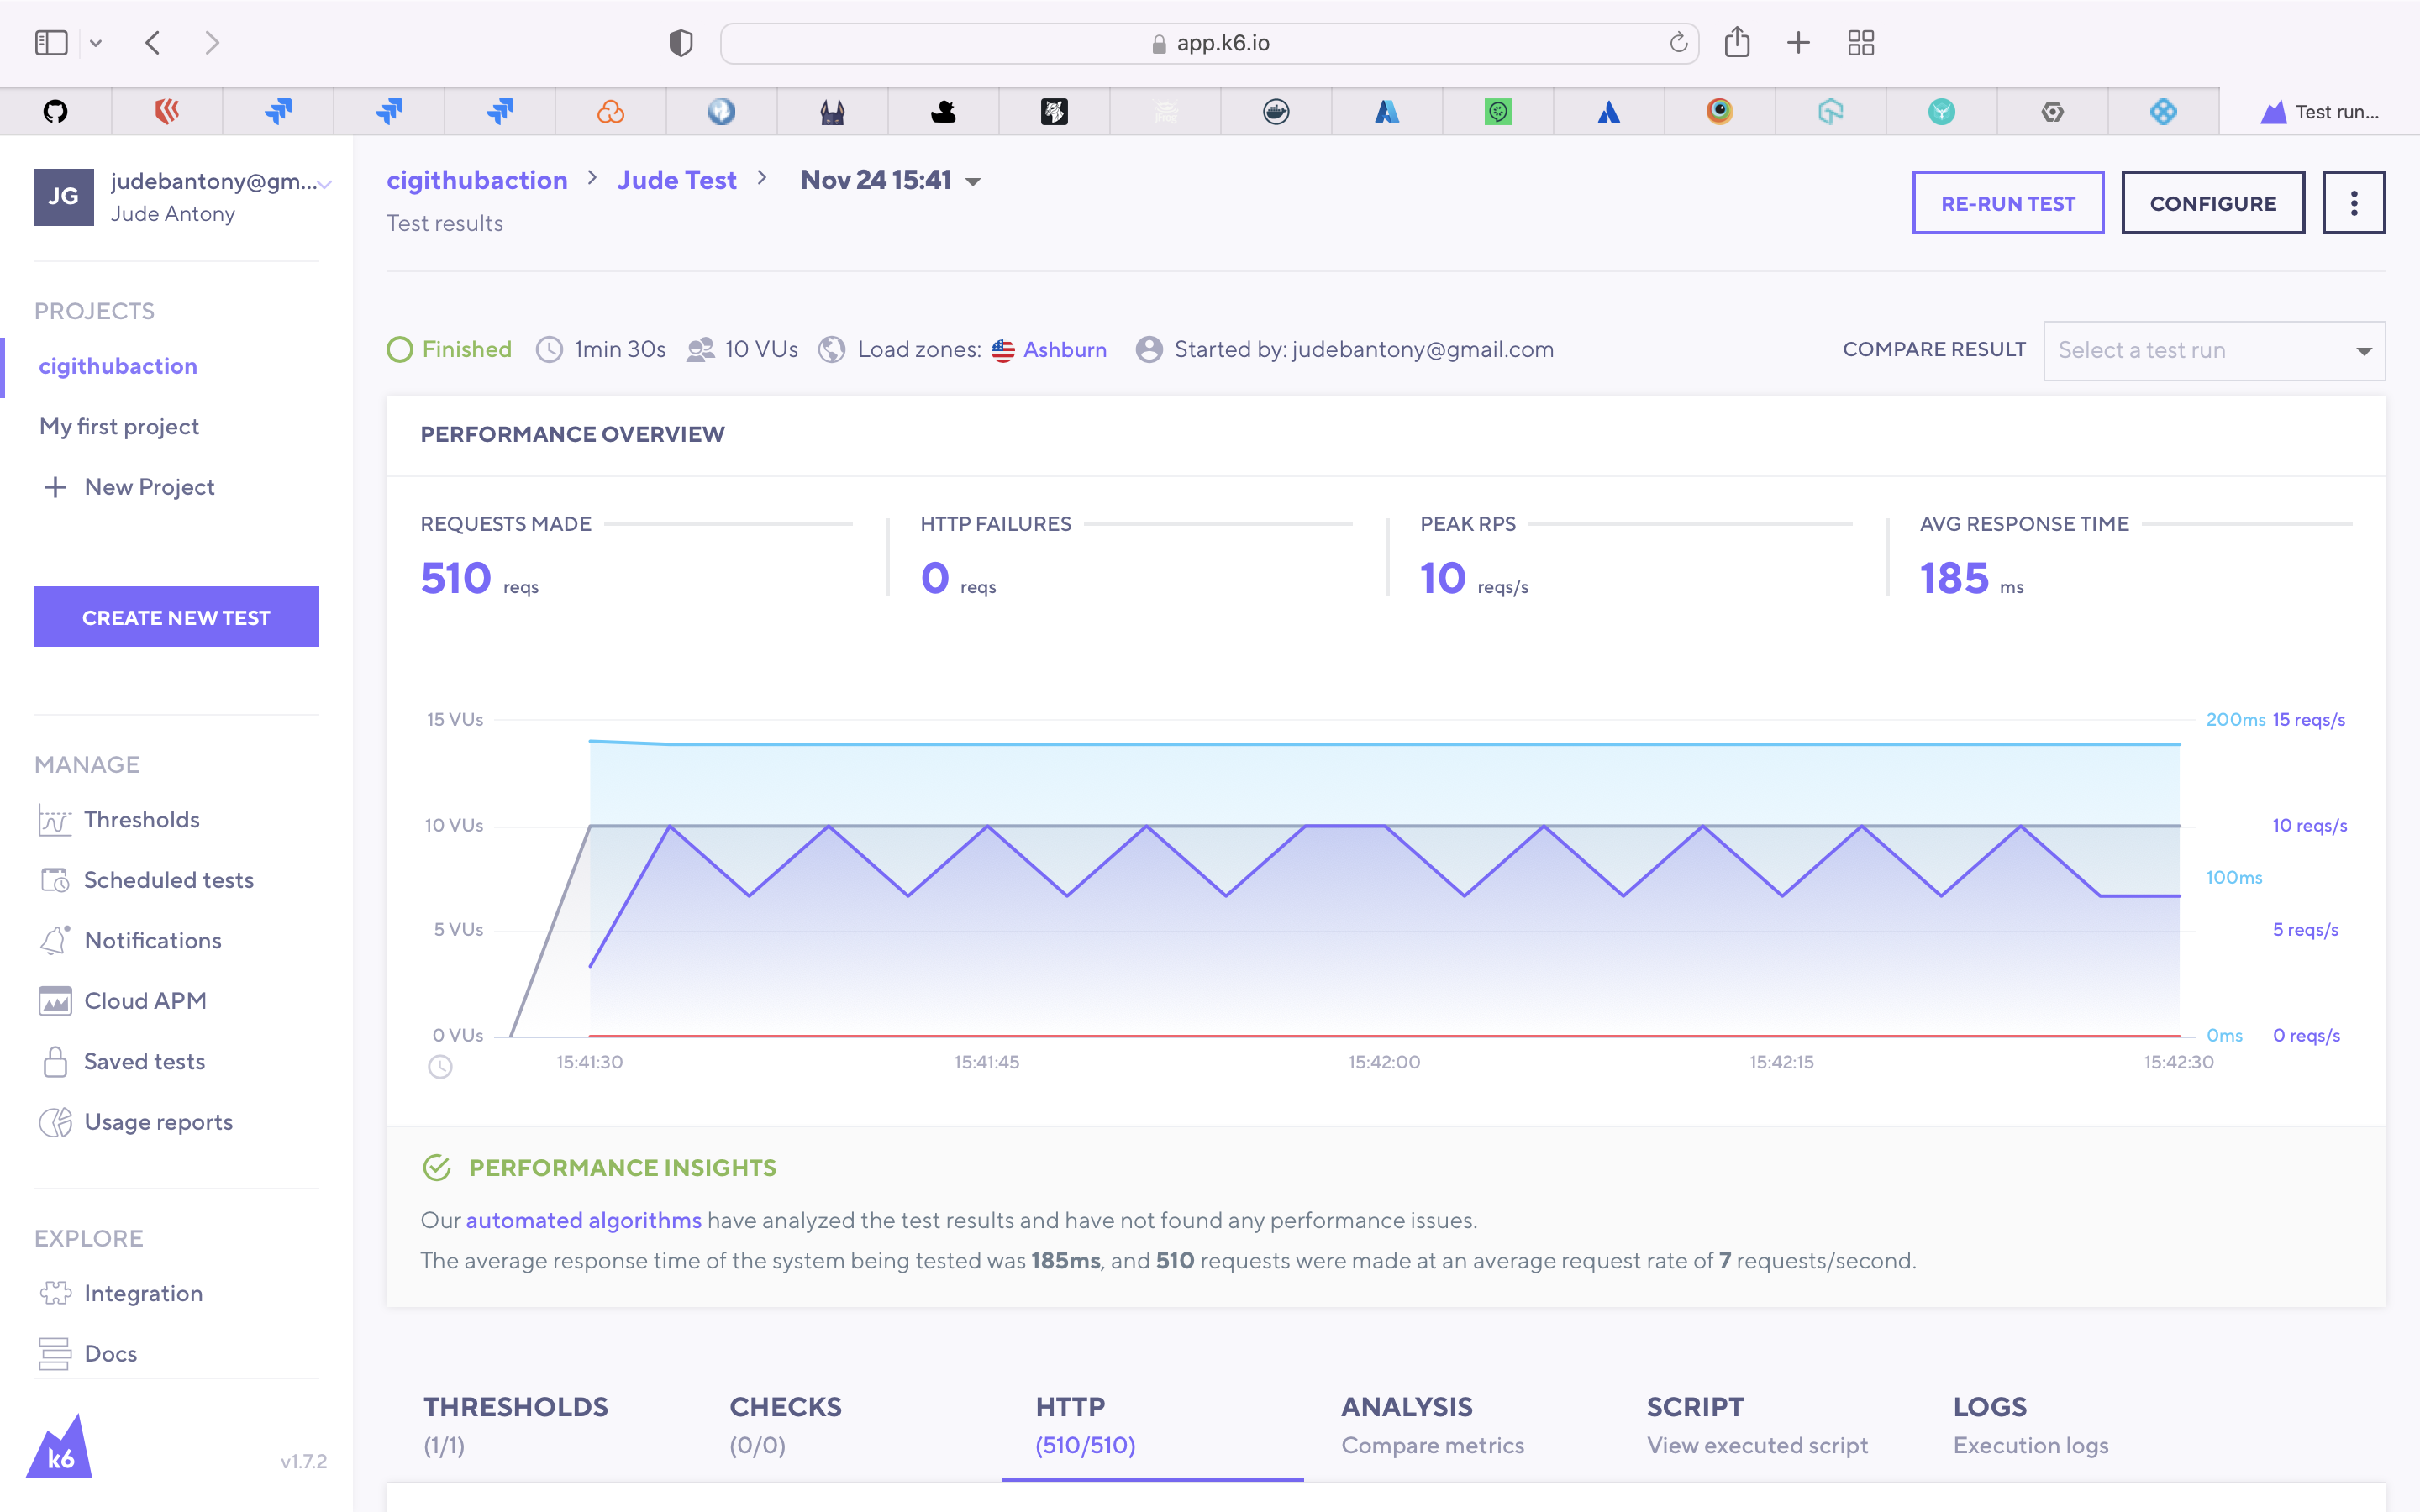 app.k6.io
Test run...
JG
judebantony@gm...
Jude Antony
PROJECTS
cigithubaction
My first project
New Project
CREATE NEW TEST
MANAGE
Thresholds
Scheduled tests
Notifications
Cloud APM
Saved tests
Usage reports
EXPLORE
Integration
Docs
k6
v1.7.2
cigithubaction > Jude Test > Nov 24 15:41
Test results
RE-RUN TEST
CONFIGURE
Finished 1min 30s 10 VUs Load zones: Ashburn Started by: judebantony@gmail.com
COMPARE RESULT Select a test run
PERFORMANCE OVERVIEW
REQUESTS MADE
510 reqs
HTTP FAILURES
0 reqs
PEAK RPS
10 reqs/s
AVG RESPONSE TIME
185 ms
15 VUs 200ms 15 reqs/s
10 VUs 10 reqs/s
100ms
5 VUs 5 reqs/s
0 VUs 0ms 0 reqs/s
15:41:30 15:41:45 15:42:00 15:42:15 15:42:30
PERFORMANCE INSIGHTS
Our automated algorithms have analyzed the test results and have not found any performance issues.
The average response time of the system being tested was 185ms, and 510 requests were made at an average request rate of 7 requests/second.
THRESHOLDS
(1/1)
CHECKS
(0/0)
HTTP
(510/510)
ANALYSIS
Compare metrics
SCRIPT
View executed script
LOGS
Execution logs